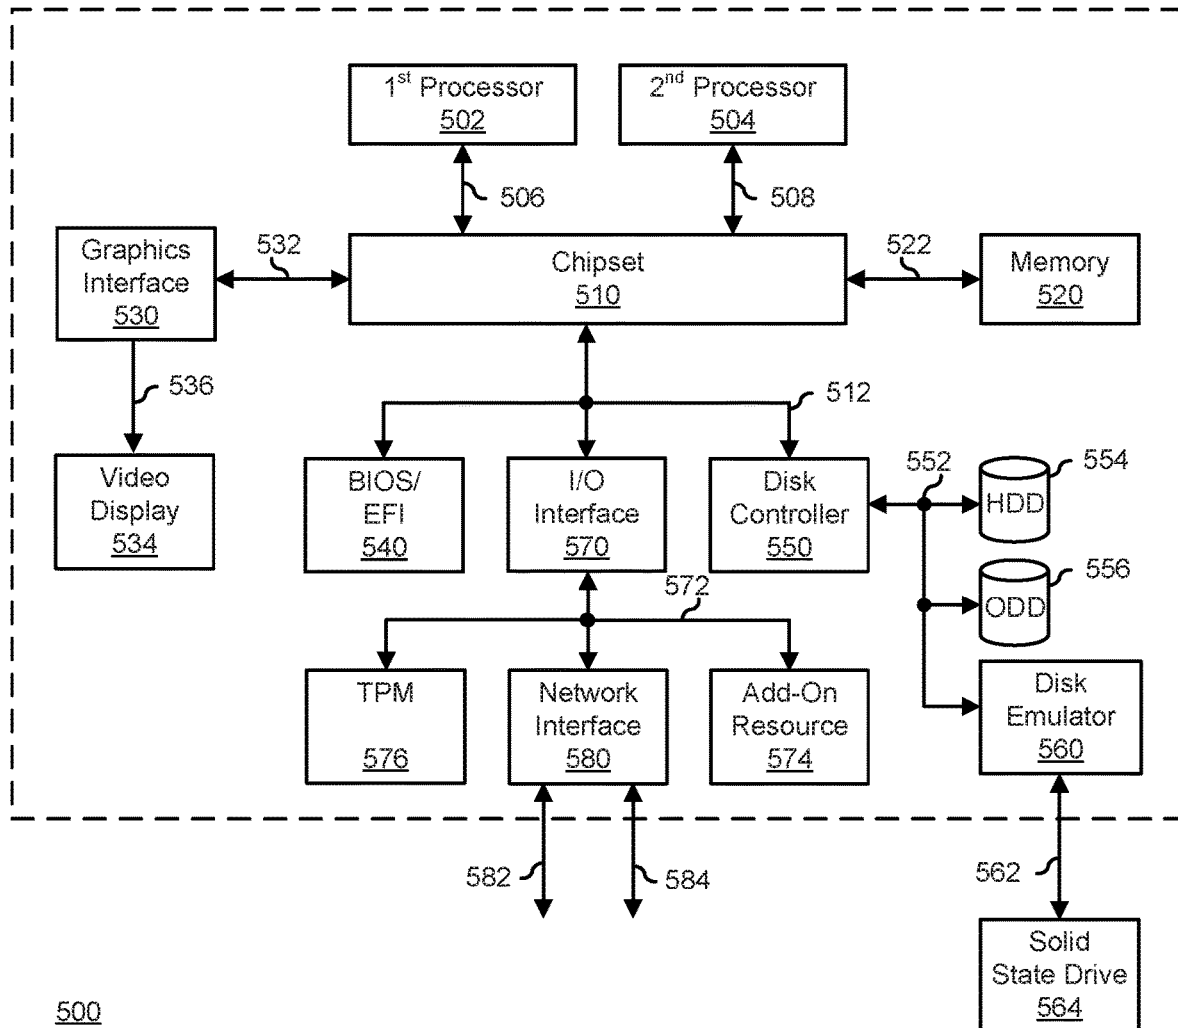 1st Processor
502
2nd Processor
504
506
508
Graphics
Interface
530
532
Chipset
510
522
Memory
520
536
512
Video
Display
534
BIOS/
EFI
540
I/O
Interface
570
Disk
Controller
550
552
HDD
554
ODD
556
572
TPM
576
Network
Interface
580
Add-On
Resource
574
Disk
Emulator
560
582
584
562
Solid
State Drive
564
500